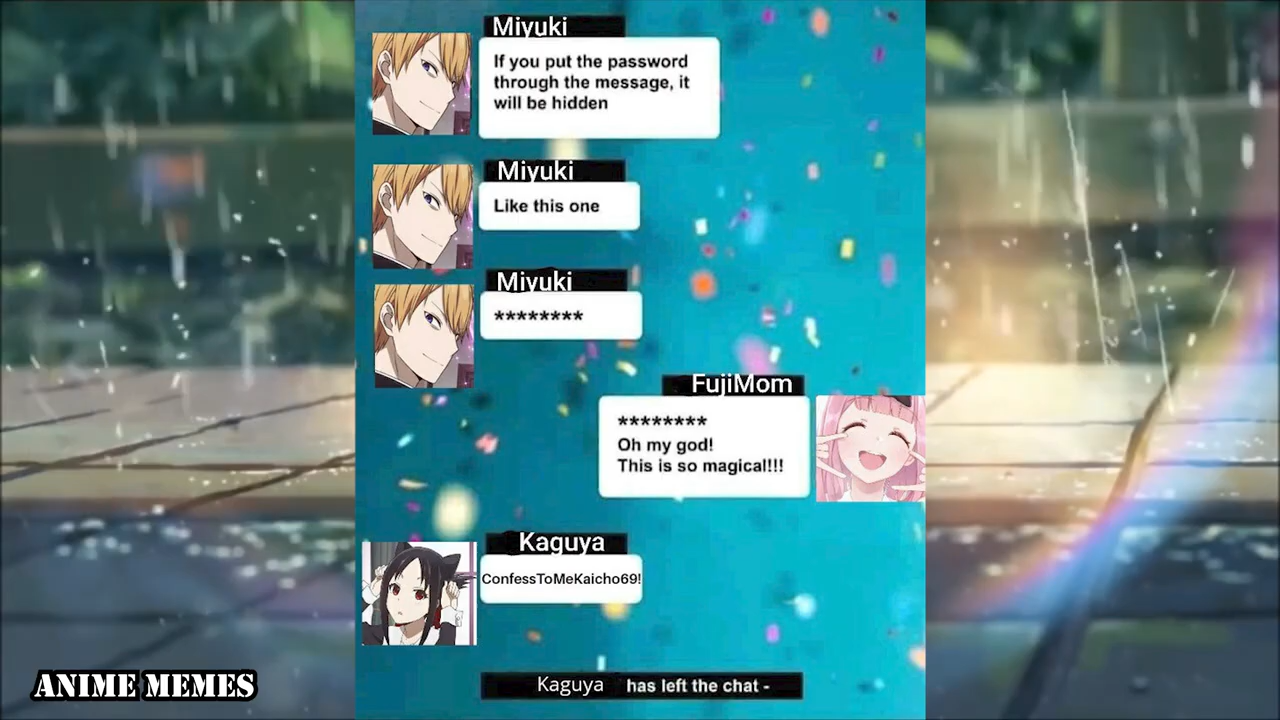 Miyuki
If you put the password
through the message, it
will be hidden
Miyuki
Like this one
Miyuki
********
FujiMom
********
Oh my god!
This is so magical!!!
Kaguya
ConfessToMeKaicho69!
Kaguya has left the chat -
ANIME MEMES